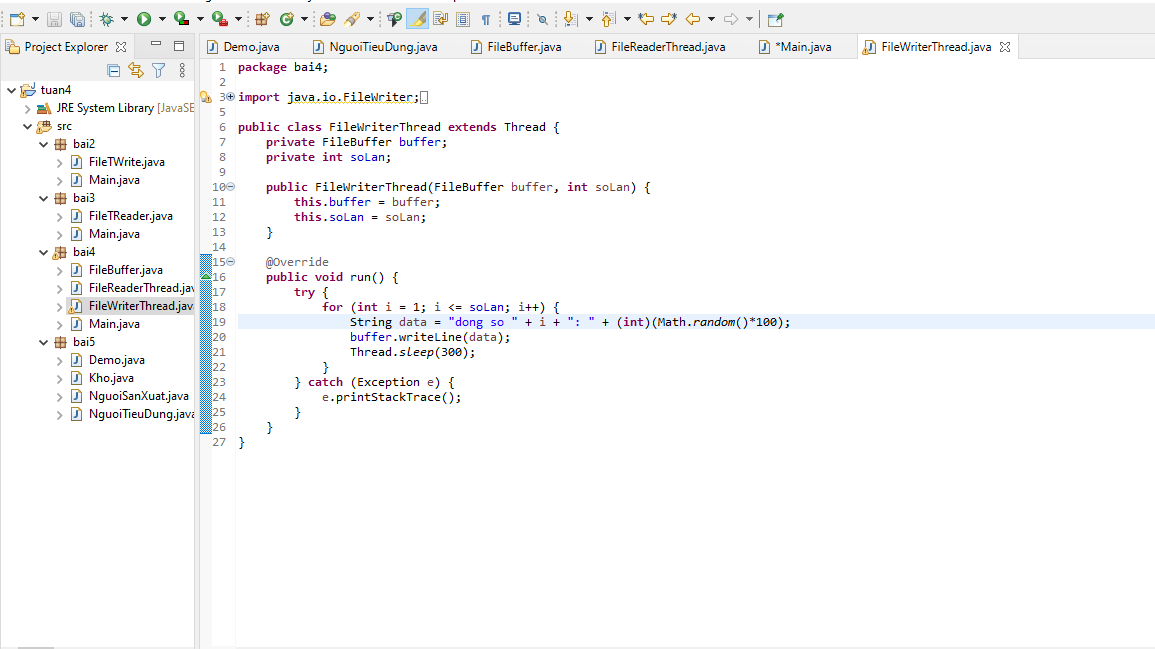 Project Explorer
Demo.java
NguoiTieuDung.java
FileBuffer.java
FileReaderThread.java
*Main.java
FileWriterThread.java
tuan4
JRE System Library [JavaSE
src
bai2
FileTWrite.java
Main.java
bai3
FileTReader.java
Main.java
bai4
FileBuffer.java
FileReaderThread.jav
FileWriterThread.jav
Main.java
bai5
Demo.java
Kho.java
NguoiSanXuat.java
NguoiTieuDung.java
1 package bai4;
2
3 import java.io.FileWriter;
5
6 public class FileWriterThread extends Thread {
7 private FileBuffer buffer;
8 private int soLan;
9
10 public FileWriterThread(FileBuffer buffer, int soLan) {
11 this.buffer = buffer;
12 this.soLan = soLan;
13 }
14
15 @Override
16 public void run() {
17 try {
18 for (int i = 1; i <= soLan; i++) {
19 String data = "dong so " + i + ": " + (int)(Math.random()*100);
20 buffer.writeLine(data);
21 Thread.sleep(300);
22 }
23 } catch (Exception e) {
24 e.printStackTrace();
25 }
26 }
27 }